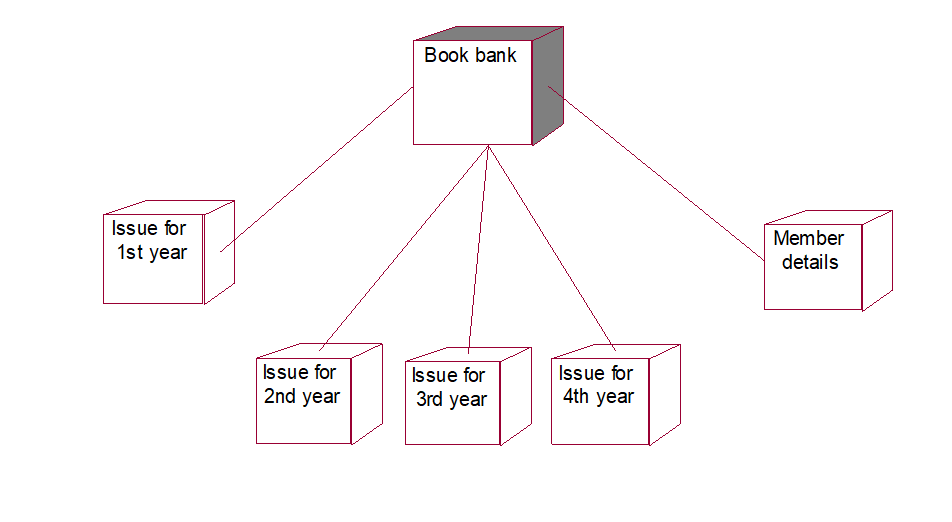 Book bank
Issue for
1st year
Member
details
Issue for
2nd year
Issue for
3rd year
Issue for
4th year